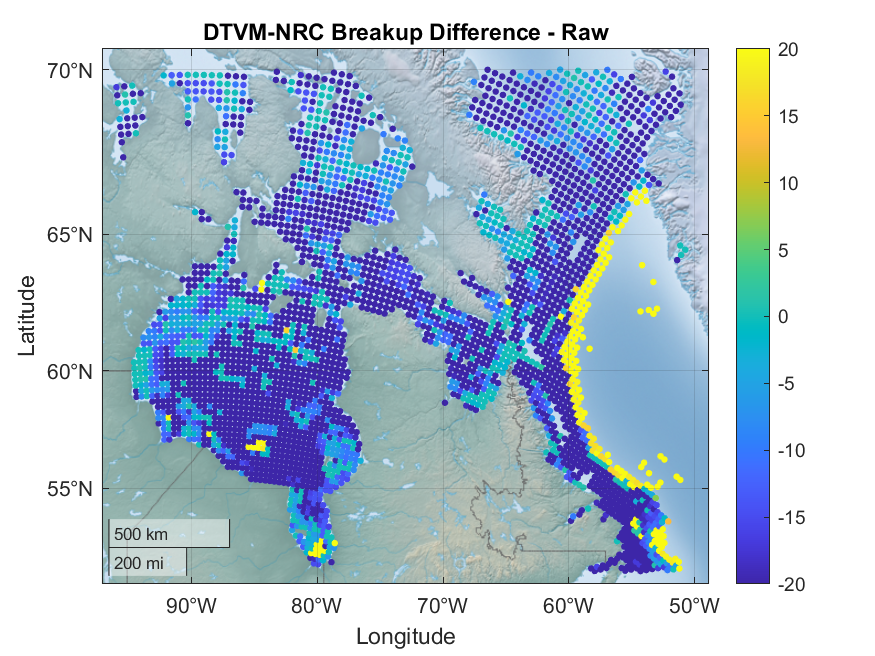 DTVM-NRC Breakup Difference - Raw
70°N
65°N
60°N
55°N
Latitude
500 km
200 mi
90°W
80°W
70°W
60°W
50°W
Longitude
20
15
10
5
0
-5
-10
-15
-20